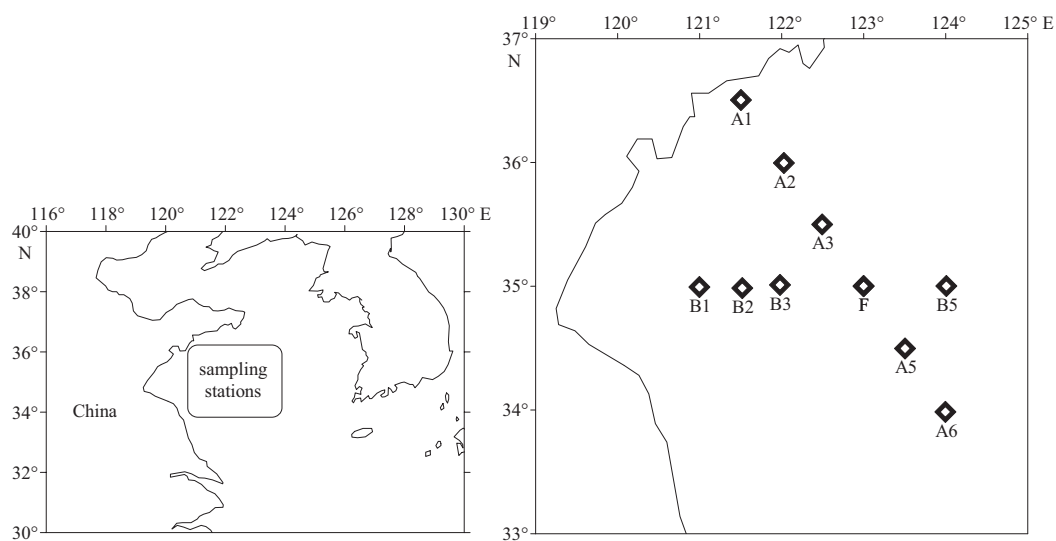 116° 118° 120° 122° 124° 126° 128° 130° E
40°
N
38°
36°
34°
32°
30°
sampling
stations
China
119° 120° 121° 122° 123° 124° 125° E
37°
N
36°
35°
34°
33°
A1
A2
A3
B1 B2 B3 F B5
A5
A6